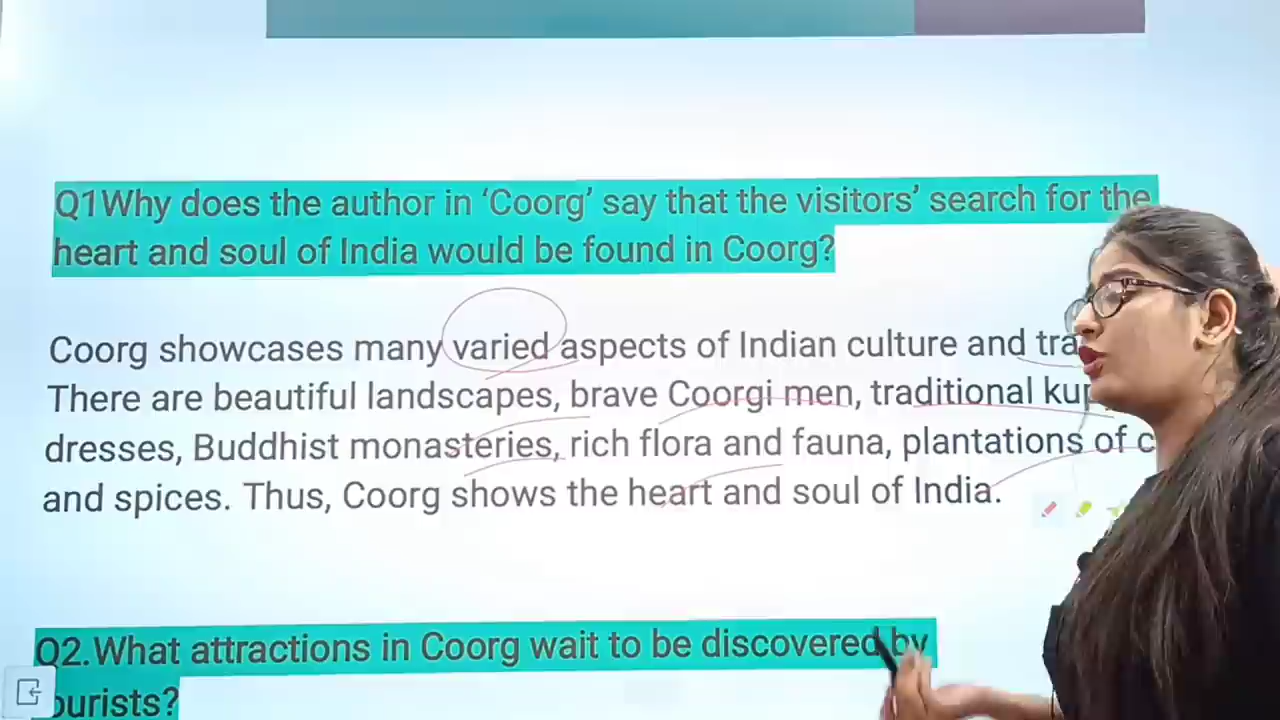 Q1Why does the author in ‘Coorg’ say that the visitors’ search for the
heart and soul of India would be found in Coorg?
Coorg showcases many varied aspects of Indian culture and
There are beautiful landscapes, brave Coorgi men, traditional
dresses, Buddhist monasteries, rich flora and fauna, plantations of
and spices. Thus, Coorg shows the heart and soul of India.
Q2.What attractions in Coorg wait to be discovered by